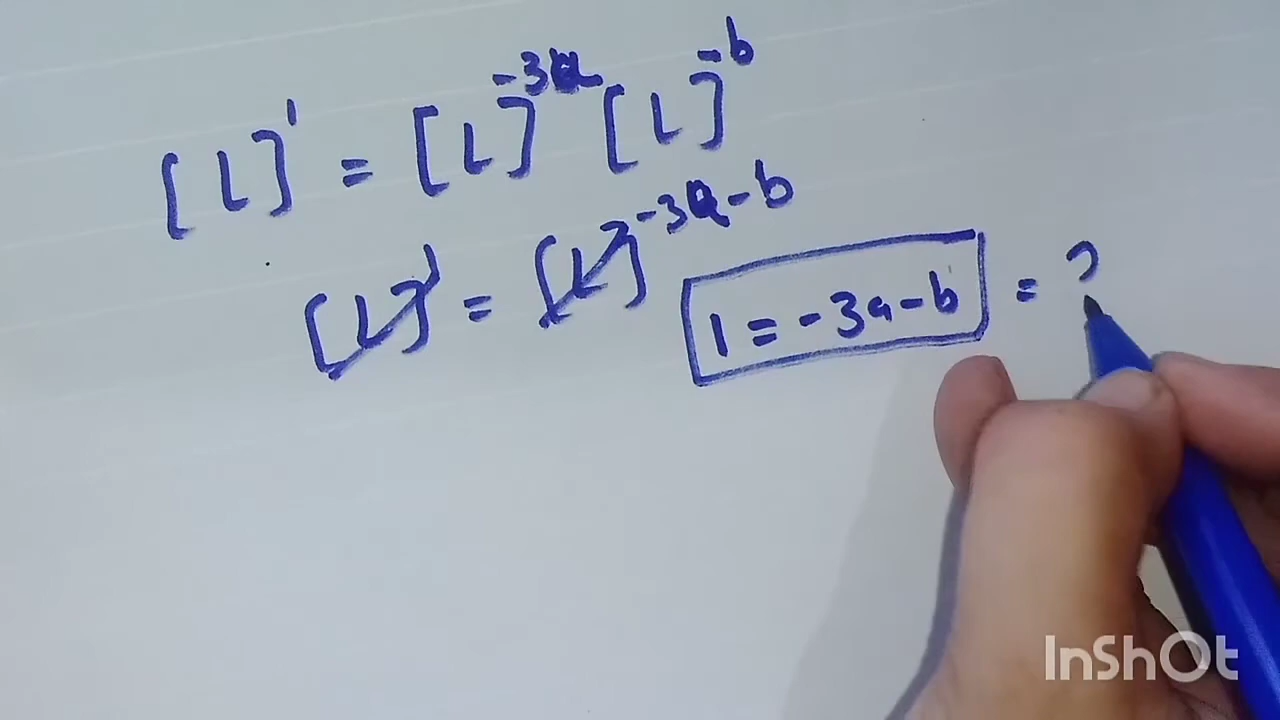 [L]¹ = [L]⁻³ᵃ [L]⁻ᵇ
[L]¹ = [L]⁻³ᵃ⁻ᵇ
1 = -3a-b =
InShOt